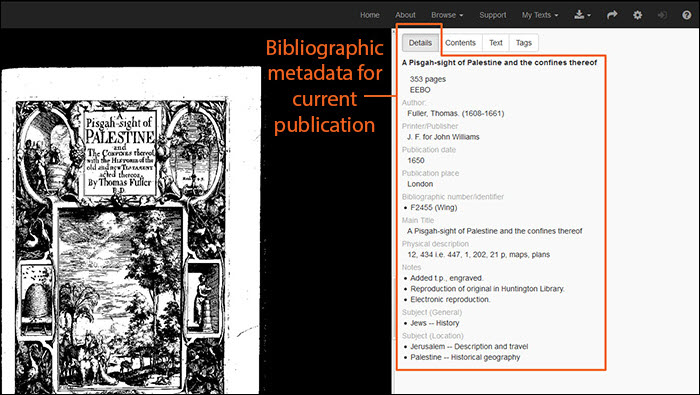 Home About Browse Support My Texts
Bibliographic
metadata for
current
publication
A
Pisgah-sight of
PALESTINE
and
The CONFINES thereof,
with the HISTORY of the
old and new TESTAMENT
acted thereon,
By Thomas Fuller
B.D.
Details Contents Text Tags
A Pisgah-sight of Palestine and the confines thereof
353 pages
EEBO
Author:
Fuller, Thomas. (1608-1661)
Printer/Publisher
J. F. for John Williams
Publication date
1650
Publication place
London
Bibliographic number/identifier
• F2455 (Wing)
Main Title
A Pisgah-sight of Palestine and the confines thereof
Physical description
12, 434 i.e. 447, 1, 202, 21 p, maps, plans
Notes
• Added t.p., engraved.
• Reproduction of original in Huntington Library.
• Electronic reproduction.
Subject (General)
• Jews -- History
Subject (Location)
• Jerusalem -- Description and travel
• Palestine -- Historical geography